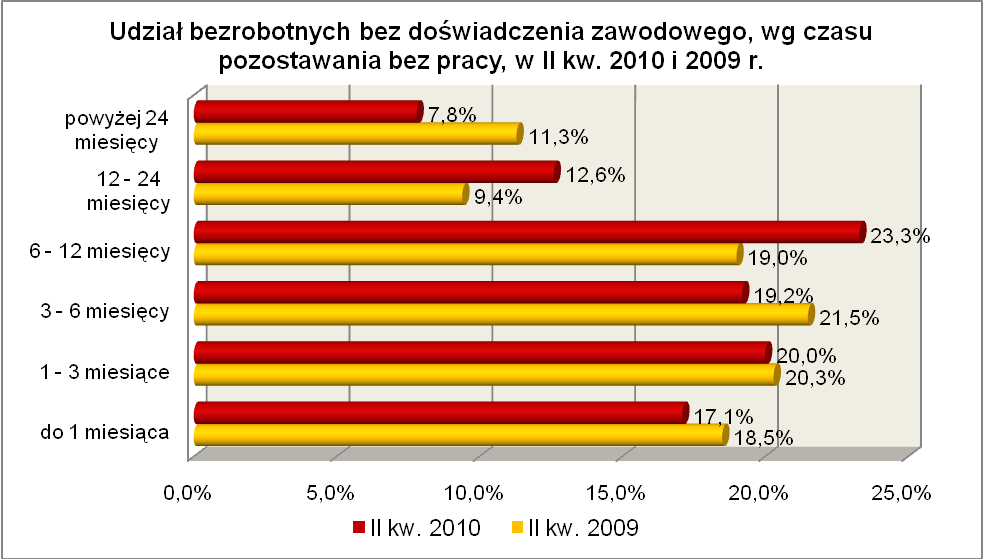 Udział bezrobotnych bez doświadczenia zawodowego, wg czasu
pozostawania bez pracy, w II kw. 2010 i 2009 r.
powyżej 24
miesięcy
7,8%
11,3%
12 - 24
miesięcy
12,6%
9,4%
6 - 12 miesięcy
23,3%
19,0%
3 - 6 miesięcy
19,2%
21,5%
1 - 3 miesiące
20,0%
20,3%
do 1 miesiąca
17,1%
18,5%
0,0% 5,0% 10,0% 15,0% 20,0% 25,0%
II kw. 2010 II kw. 2009